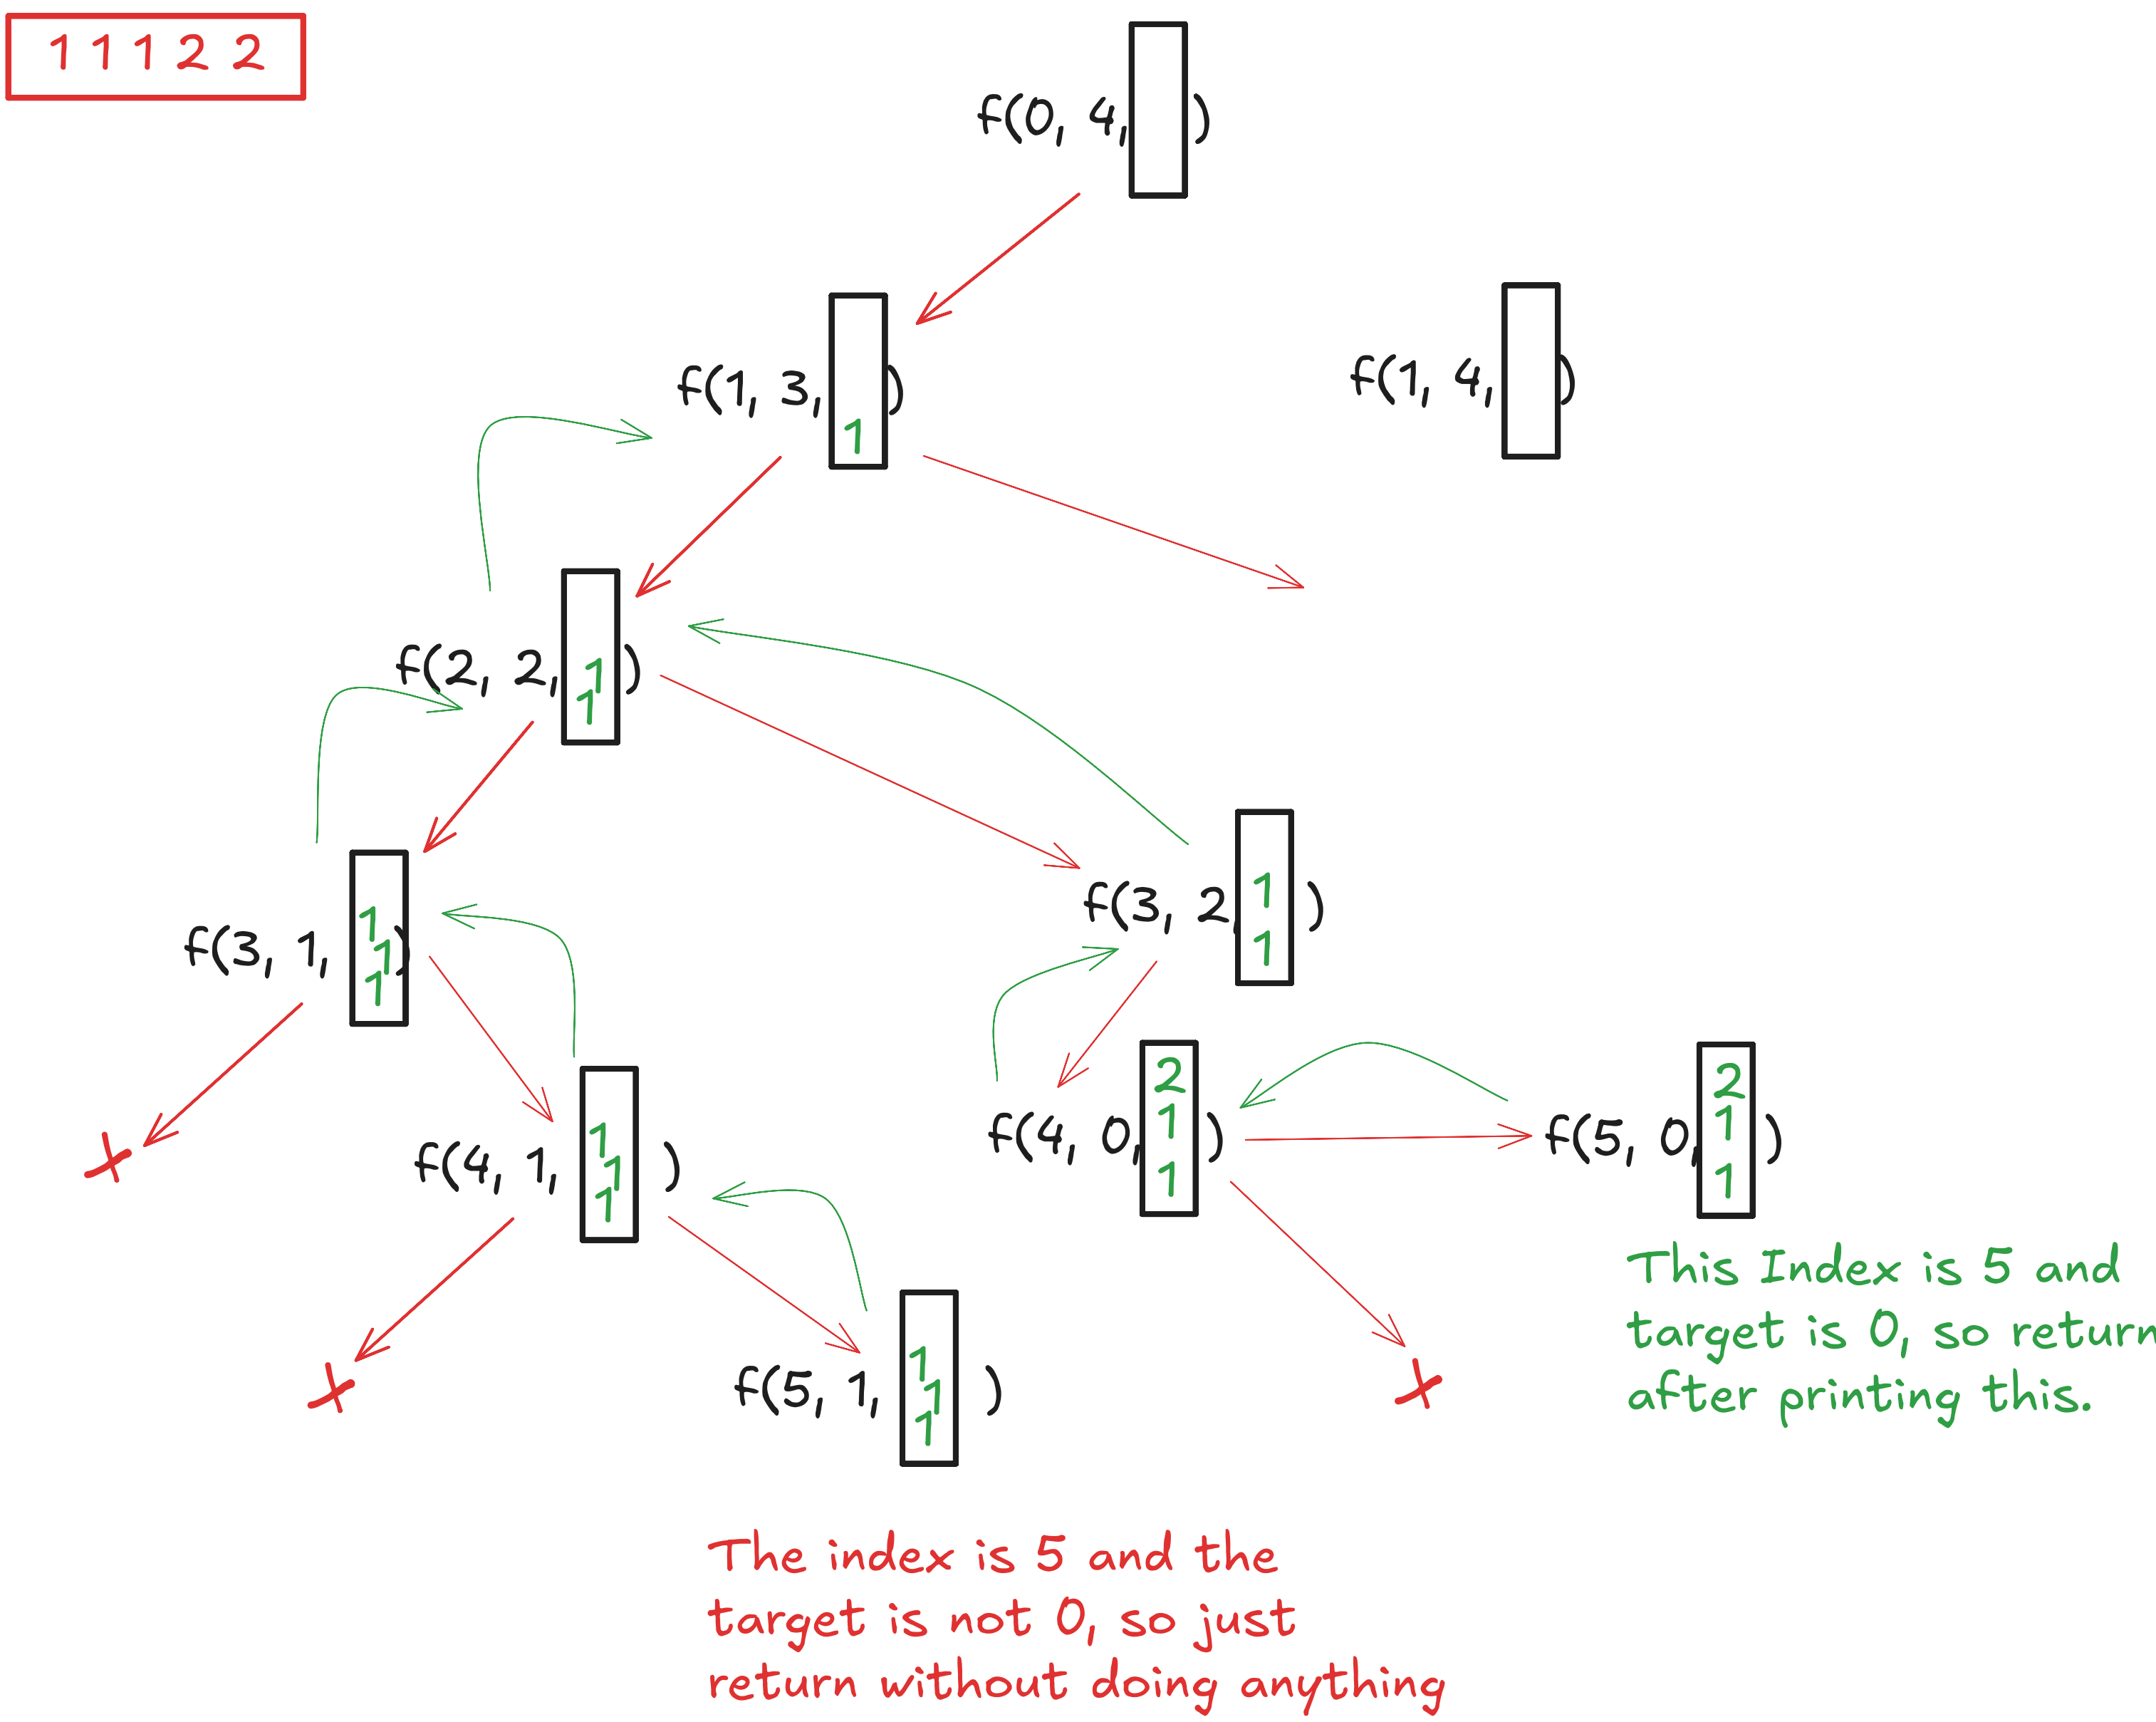 1 1 1 2 2
f(0, 4, )
f(1, 3, )
1
f(1, 4, )
f(2, 2, )
1
1
f(3, 1, )
1
1
1
f(3, 2, )
1
1
f(4, 1, )
1
1
1
f(4, 0, )
2
1
1
f(5, 0, )
2
1
1
This Index is 5 and
target is 0, so return
after printing this.
f(5, 1, )
1
1
1
The index is 5 and the
target is not 0, so just
return without doing anything